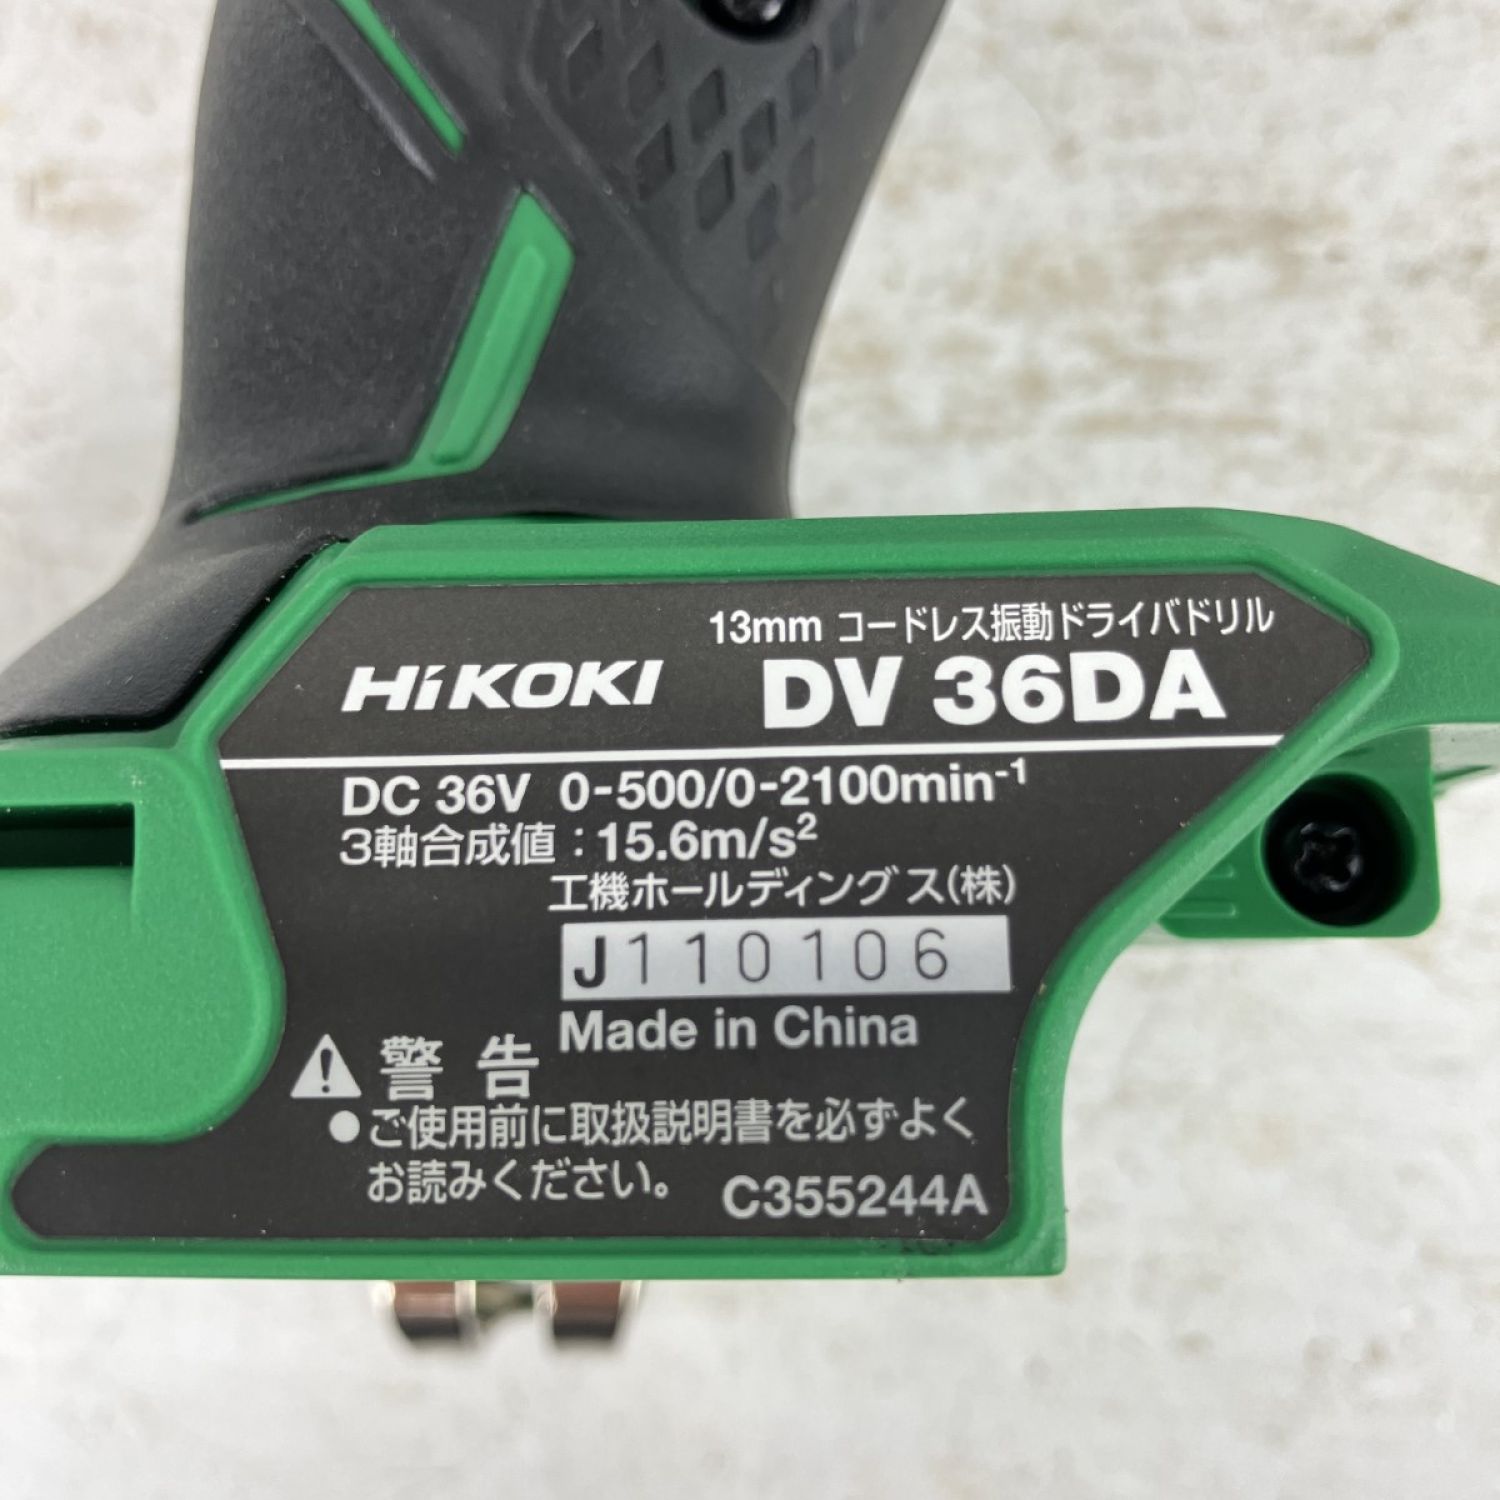 13mm コードレス振動ドライバドリル
HiKOKI DV 36DA
DC 36V 0-500/0-2100min⁻¹
3軸合成値：15.6m/s²
工機ホールディングス(株)
J110106
Made in China
警告
●ご使用前に取扱説明書を必ずよく
お読みください。 C355244A